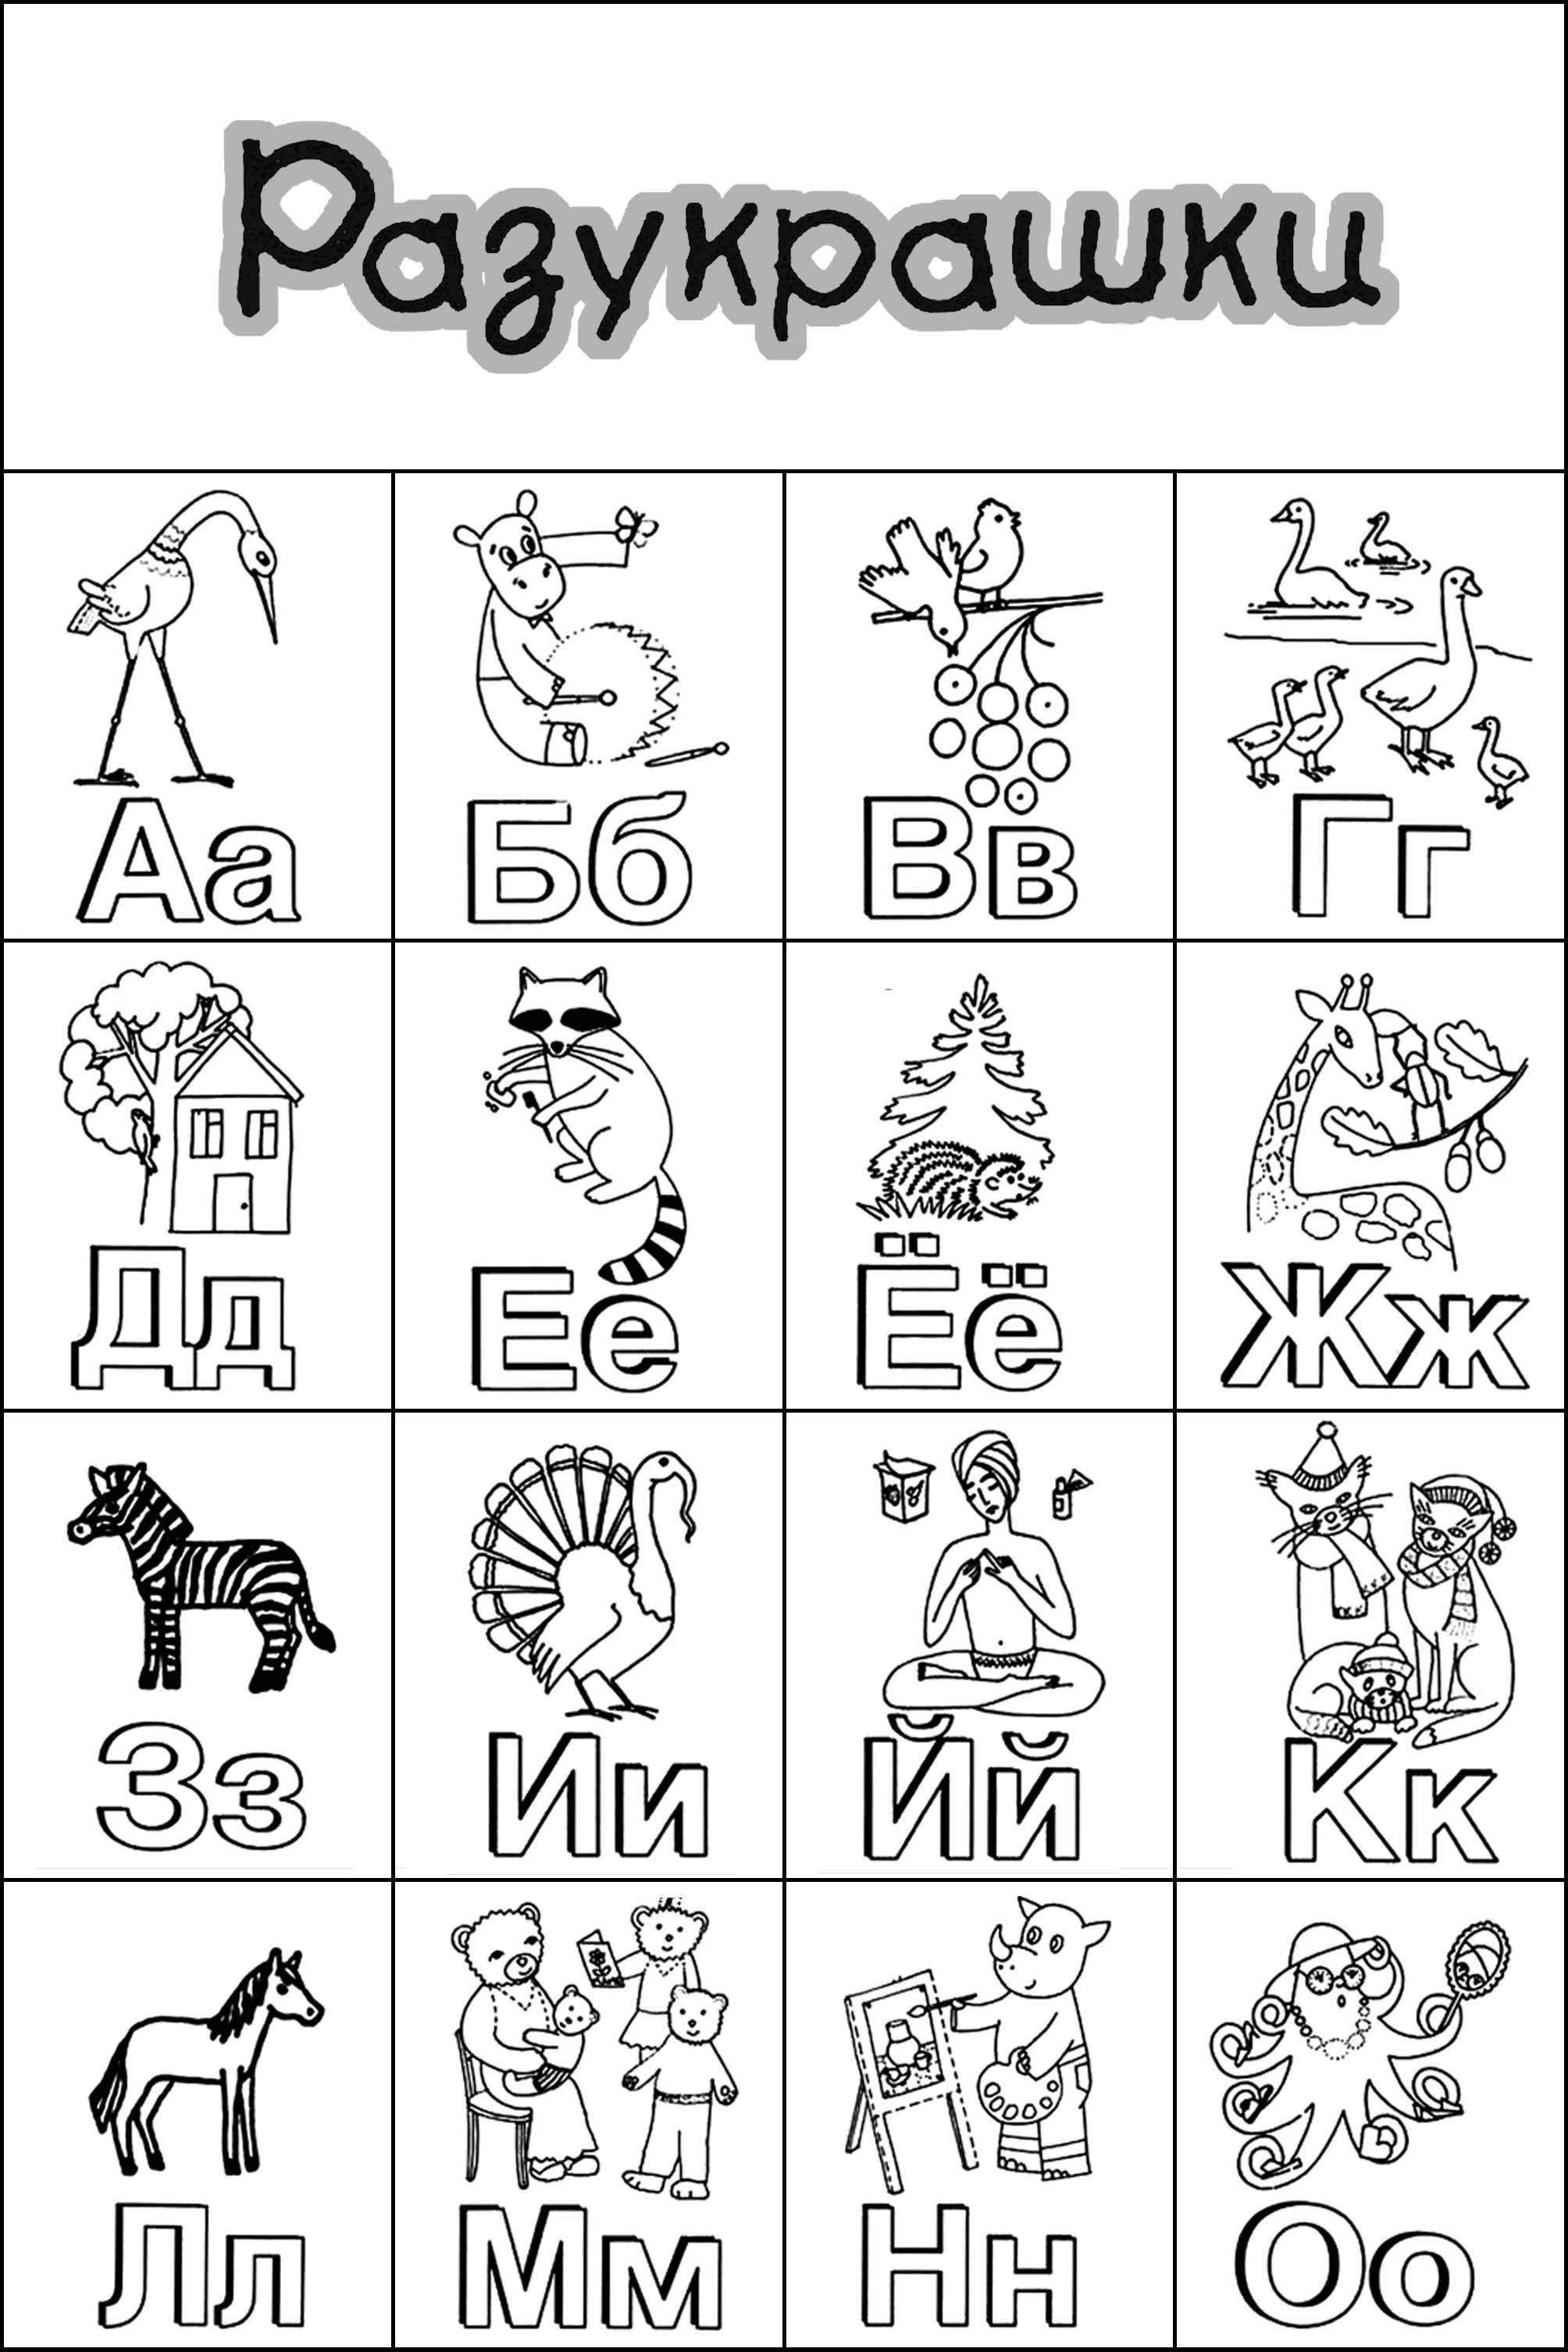 Разукрашки
Аа Бб Вв Гг
Дд Ее Ёё Жж
Зз Ии Йй Кк
Лл Мм Нн Оо